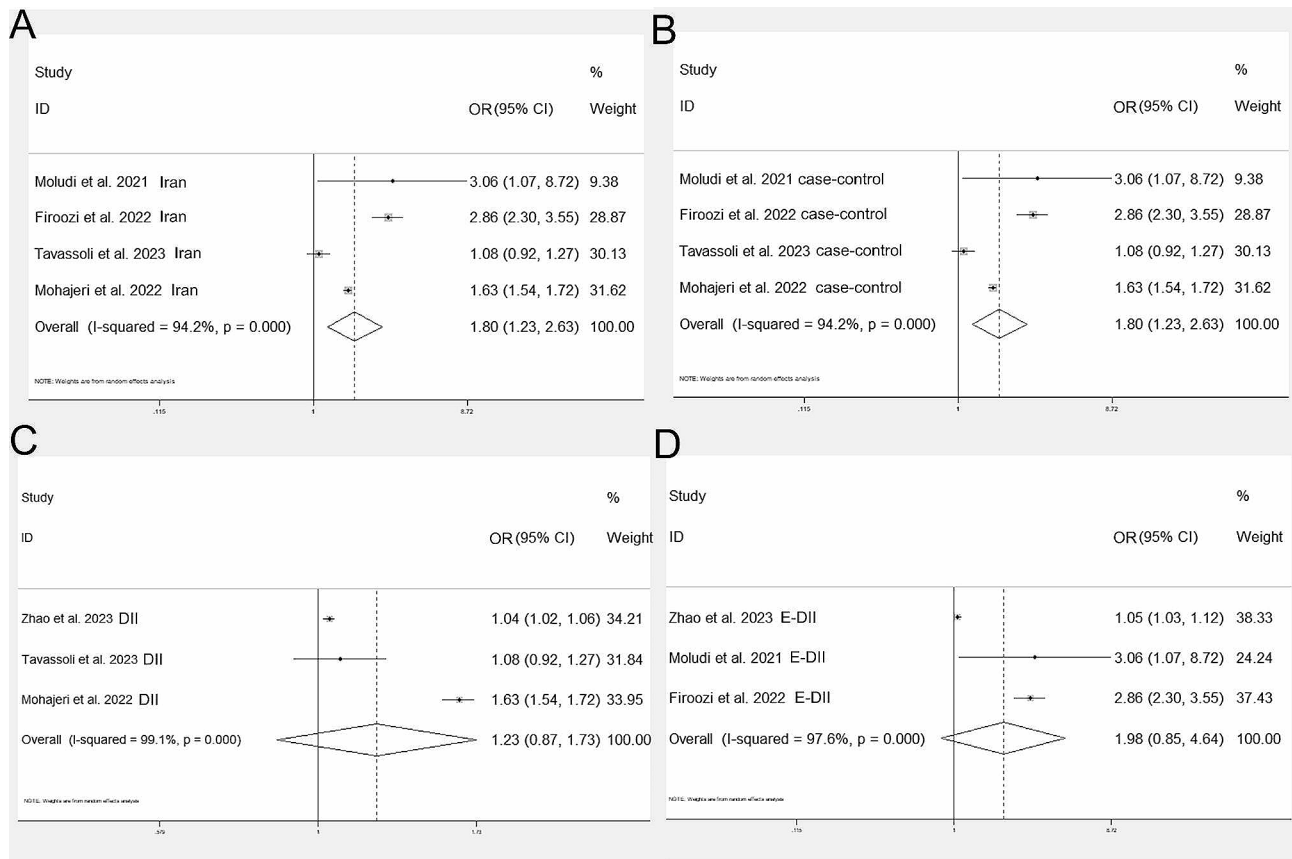 A
Study %
ID OR (95% CI) Weight
Moludi et al. 2021 Iran 3.06 (1.07, 8.72) 9.38
Firoozi et al. 2022 Iran 2.86 (2.30, 3.55) 28.87
Tavassoli et al. 2023 Iran 1.08 (0.92, 1.27) 30.13
Mohajeri et al. 2022 Iran 1.63 (1.54, 1.72) 31.62
Overall (I-squared = 94.2%, p = 0.000) 1.80 (1.23, 2.63) 100.00
NOTE: Weights are from random effects analysis
.115 1 8.72
B
Study %
ID OR (95% CI) Weight
Moludi et al. 2021 case-control 3.06 (1.07, 8.72) 9.38
Firoozi et al. 2022 case-control 2.86 (2.30, 3.55) 28.87
Tavassoli et al. 2023 case-control 1.08 (0.92, 1.27) 30.13
Mohajeri et al. 2022 case-control 1.63 (1.54, 1.72) 31.62
Overall (I-squared = 94.2%, p = 0.000) 1.80 (1.23, 2.63) 100.00
NOTE: Weights are from random effects analysis
.115 1 8.72
C
Study %
ID OR (95% CI) Weight
Zhao et al. 2023 DII 1.04 (1.02, 1.06) 34.21
Tavassoli et al. 2023 DII 1.08 (0.92, 1.27) 31.84
Mohajeri et al. 2022 DII 1.63 (1.54, 1.72) 33.95
Overall (I-squared = 99.1%, p = 0.000) 1.23 (0.87, 1.73) 100.00
NOTE: Weights are from random effects analysis
1 1.73
D
Study %
ID OR (95% CI) Weight
Zhao et al. 2023 E-DII 1.05 (1.03, 1.12) 38.33
Moludi et al. 2021 E-DII 3.06 (1.07, 8.72) 24.24
Firoozi et al. 2022 E-DII 2.86 (2.30, 3.55) 37.43
Overall (I-squared = 97.6%, p = 0.000) 1.98 (0.85, 4.64) 100.00
NOTE: Weights are from random effects analysis
.115 1 8.72